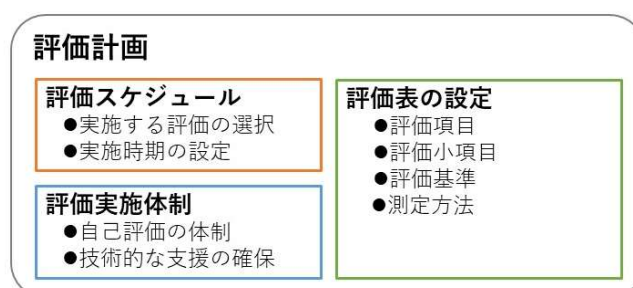 評価計画
評価スケジュール
●実施する評価の選択
●実施時期の設定
評価実施体制
●自己評価の体制
●技術的な支援の確保
評価表の設定
●評価項目
●評価小項目
●評価基準
●測定方法